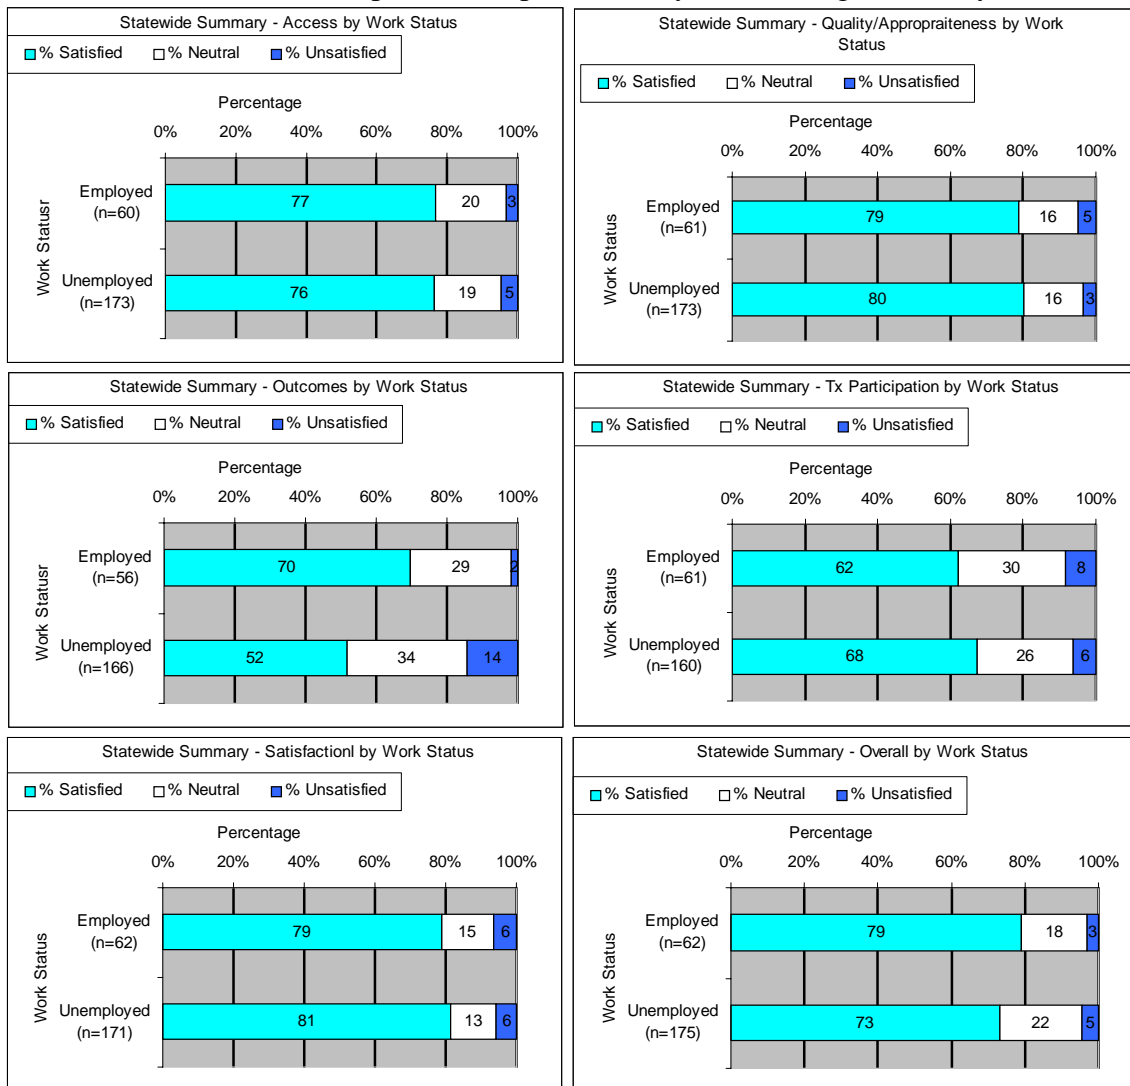 Statewide Summary - Access by Work Status
% Satisfied % Neutral % Unsatisfied
Percentage
0% 20% 40% 60% 80% 100%
Work Statusr
Employed
(n=60)
77 20 3
Unemployed
(n=173)
76 19 5
Statewide Summary - Quality/Appropraiteness by Work
Status
% Satisfied % Neutral % Unsatisfied
Percentage
0% 20% 40% 60% 80% 100%
Work Status
Employed
(n=61)
79 16 5
Unemployed
(n=173)
80 16 3
Statewide Summary - Outcomes by Work Status
% Satisfied % Neutral % Unsatisfied
Percentage
0% 20% 40% 60% 80% 100%
Work Statusr
Employed
(n=56)
70 29 2
Unemployed
(n=166)
52 34 14
Statewide Summary - Tx Participation by Work Status
% Satisfied % Neutral % Unsatisfied
Percentage
0% 20% 40% 60% 80% 100%
Work Status
Employed
(n=61)
62 30 8
Unemployed
(n=160)
68 26 6
Statewide Summary - Satisfactionl by Work Status
% Satisfied % Neutral % Unsatisfied
Percentage
0% 20% 40% 60% 80% 100%
Work Status
Employed
(n=62)
79 15 6
Unemployed
(n=171)
81 13 6
Statewide Summary - Overall by Work Status
% Satisfied % Neutral % Unsatisfied
Percentage
0% 20% 40% 60% 80% 100%
Work Status
Employed
(n=62)
79 18 3
Unemployed
(n=175)
73 22 5